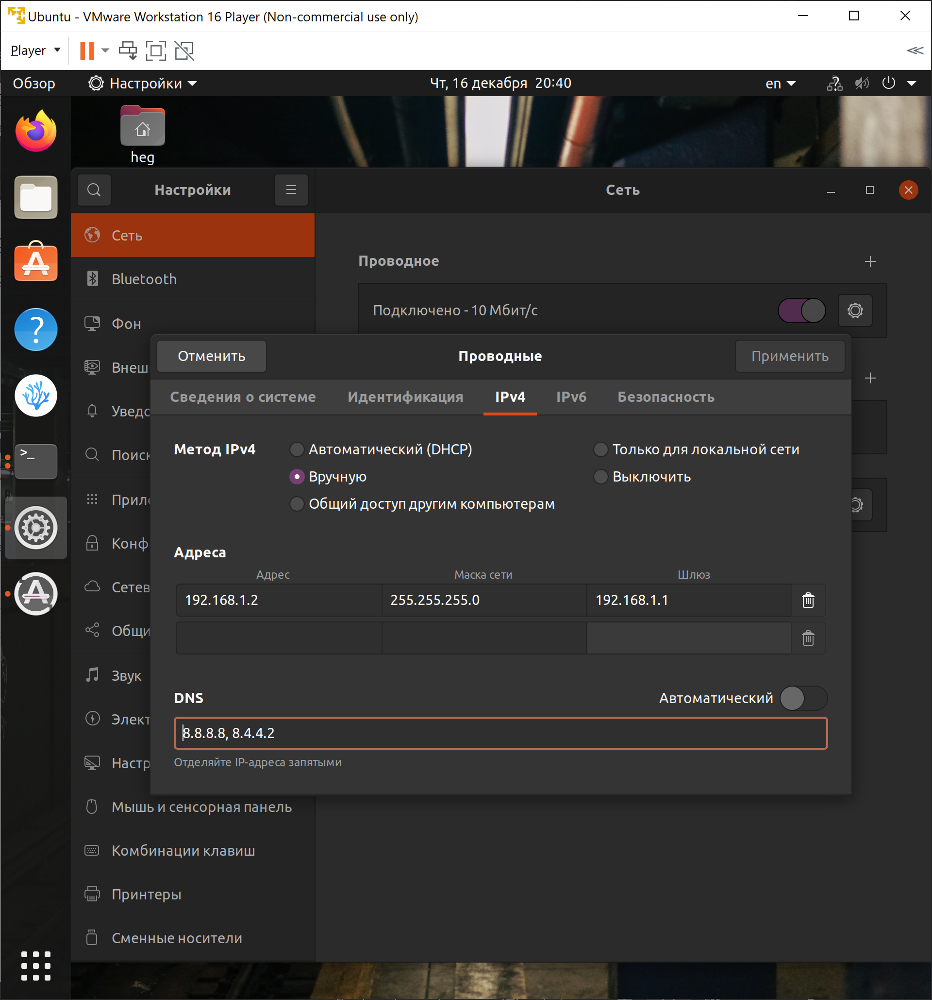 Ubuntu - VMware Workstation 16 Player (Non-commercial use only)
Player
Обзор
Настройки
Чт, 16 декабря 20:40
en
heg
Настройки
Сеть
Сеть
Bluetooth
Фон
Внеш
Уведо
Поиск
Прило
Конф
Сетев
Общи
Звук
Элект
Настр
Мышь и сенсорная панель
Комбинации клавиш
Принтеры
Сменные носители
Проводное
Подключено - 10 Мбит/с
Отменить
Проводные
Применить
Сведения о системе
Идентификация
IPv4
IPv6
Безопасность
Метод IPv4
Автоматический (DHCP)
Только для локальной сети
Вручную
Выключить
Общий доступ другим компьютерам
Адреса
Адрес
Маска сети
Шлюз
192.168.1.2
255.255.255.0
192.168.1.1
DNS
Автоматический
8.8.8.8, 8.4.4.2
Отделяйте IP-адреса запятыми